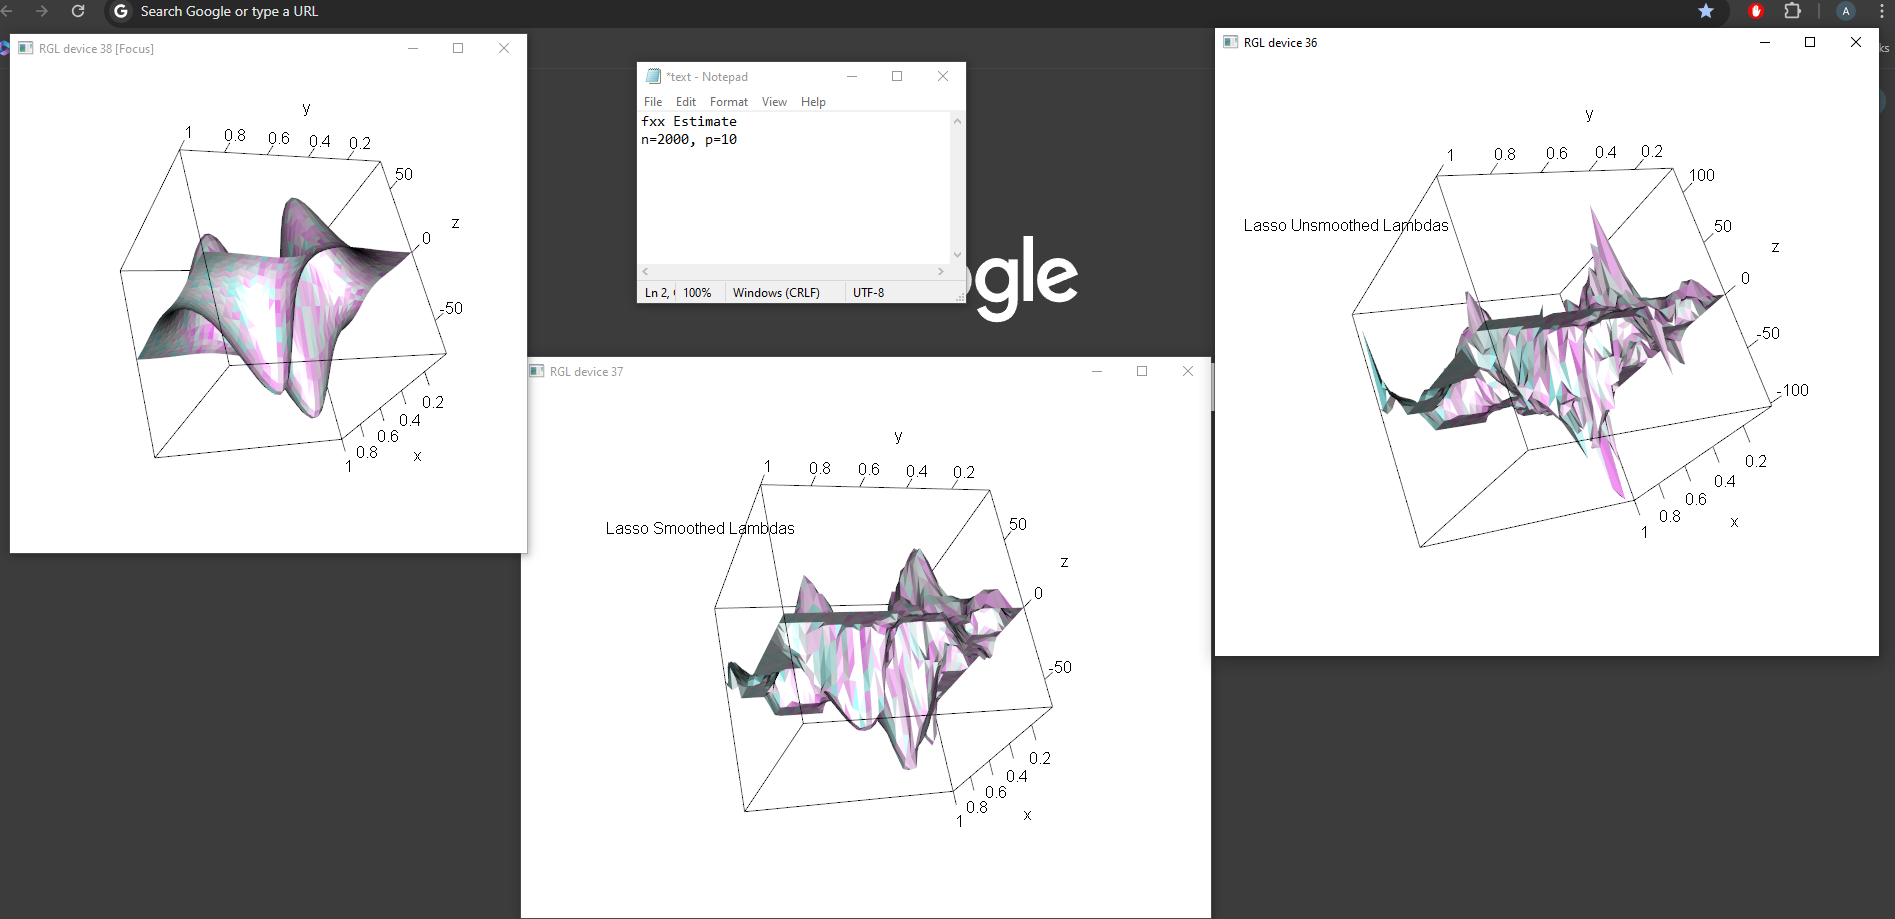 Search Google or type a URL
A
ks
RGL device 38 [Focus]
y
1 0.8 0.6 0.4 0.2
50
z
0
-50
0.2
0.4
0.6
0.8
1
x
*text - Notepad
File Edit Format View Help
fxx Estimate
n=2000, p=10
Ln 2, 100% Windows (CRLF) UTF-8
gle
RGL device 36
y
1 0.8 0.6 0.4 0.2
100
Lasso Unsmoothed Lambdas
50
z
0
-50
-100
0.2
0.4
0.6
0.8
1
x
RGL device 37
y
1 0.8 0.6 0.4 0.2
Lasso Smoothed Lambdas
50
z
0
-50
0.2
0.4
0.6
0.8
1
x